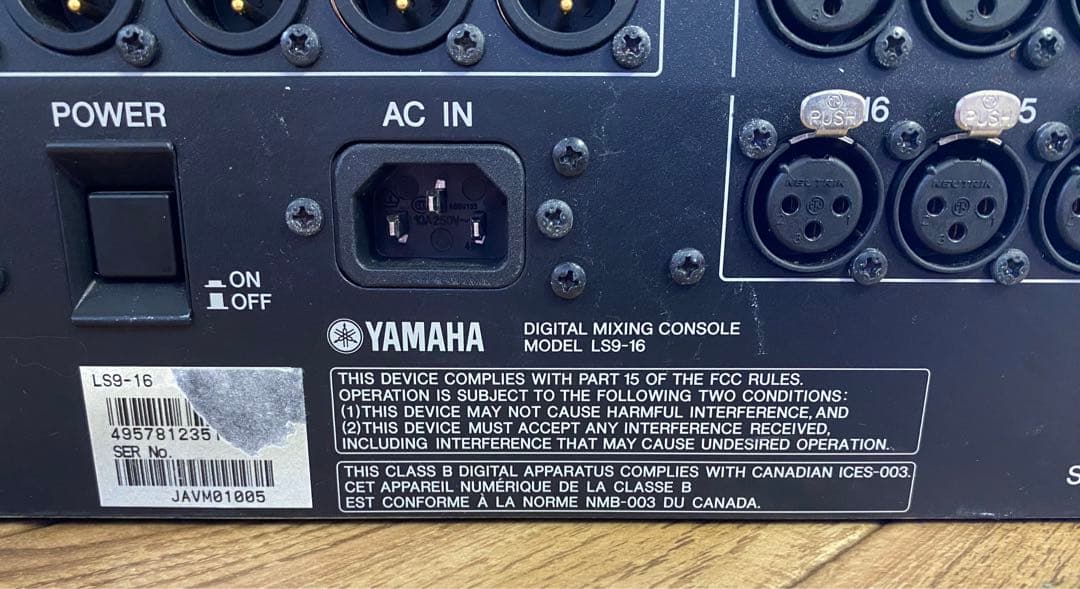 POWER
AC IN
16
5
PUSH
PUSH
NEUTRIK
NEUTRIK
10A250V~
ON
OFF
YAMAHA
DIGITAL MIXING CONSOLE
MODEL LS9-16
LS9-16
495781235
SER No.
JAVM01005
THIS DEVICE COMPLIES WITH PART 15 OF THE FCC RULES.
OPERATION IS SUBJECT TO THE FOLLOWING TWO CONDITIONS:
(1)THIS DEVICE MAY NOT CAUSE HARMFUL INTERFERENCE, AND
(2)THIS DEVICE MUST ACCEPT ANY INTERFERENCE RECEIVED,
INCLUDING INTERFERENCE THAT MAY CAUSE UNDESIRED OPERATION.
THIS CLASS B DIGITAL APPARATUS COMPLIES WITH CANADIAN ICES-003.
CET APPAREIL NUMÉRIQUE DE LA CLASSE B
EST CONFORME À LA NORME NMB-003 DU CANADA.
S